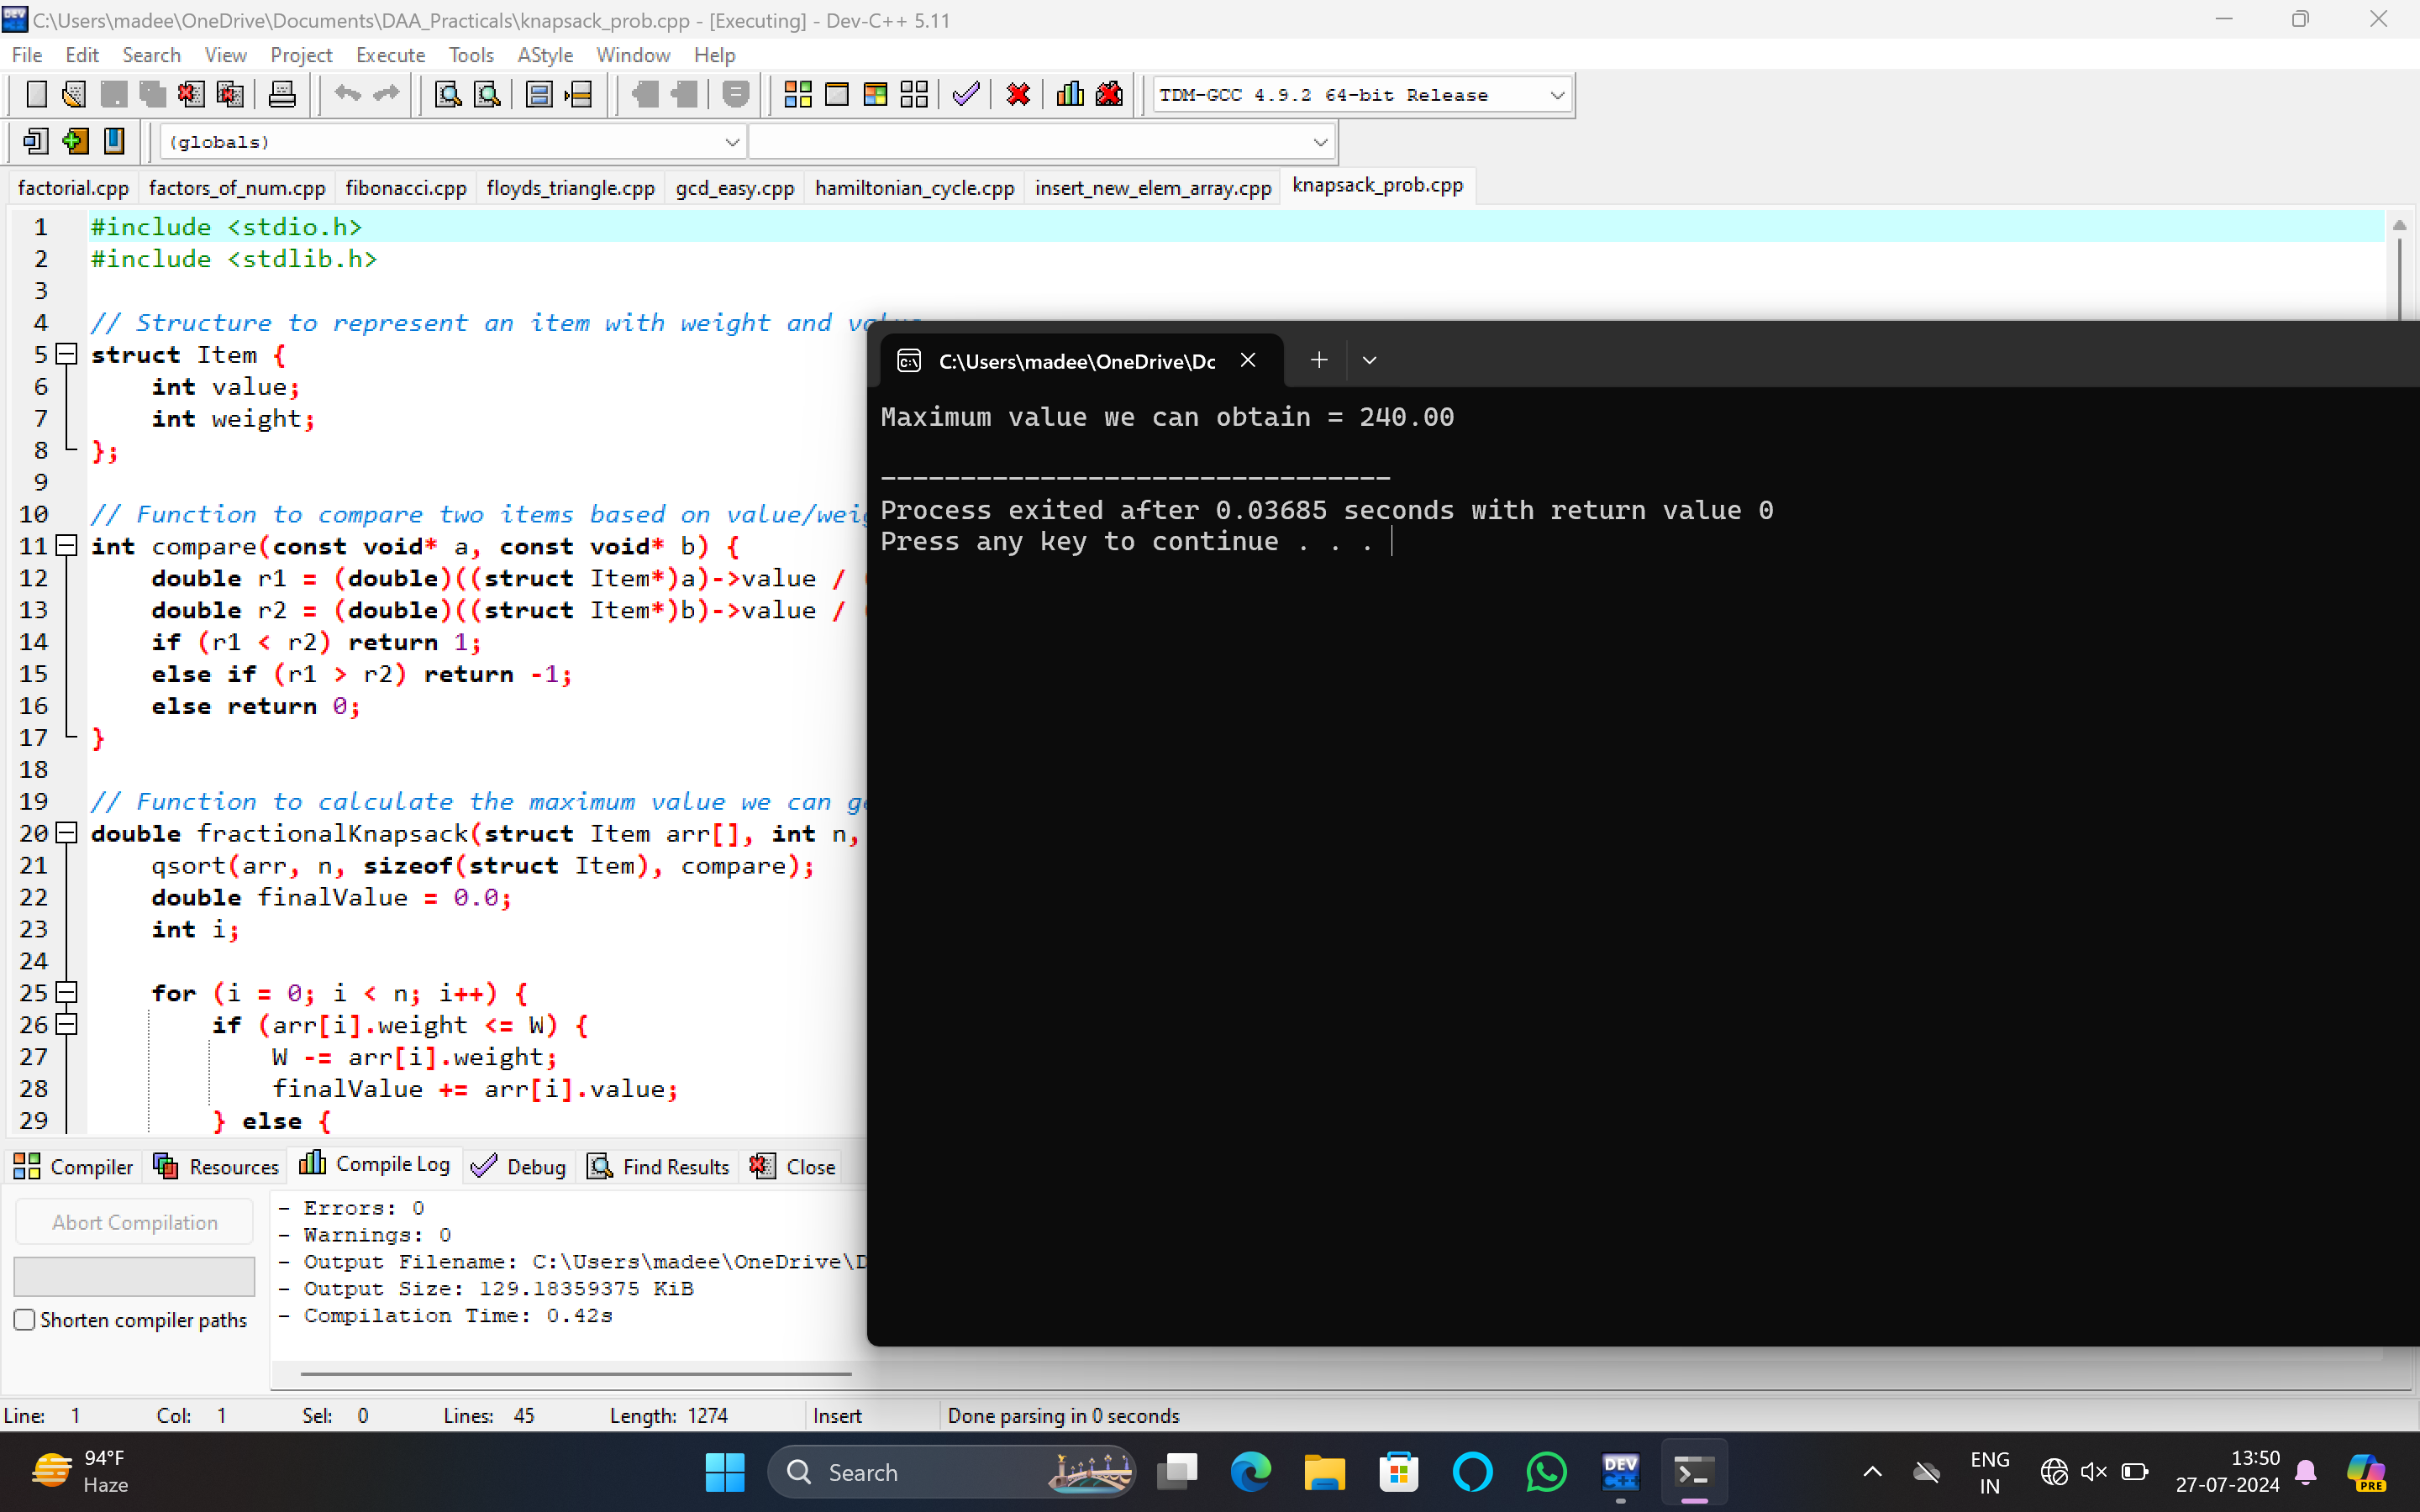 C:\Users\madee\OneDrive\Documents\DAA_Practicals\knapsack_prob.cpp - [Executing] - Dev-C++ 5.11
File Edit Search View Project Execute Tools AStyle Window Help
TDM-GCC 4.9.2 64-bit Release
(globals)
factorial.cpp factors_of_num.cpp fibonacci.cpp floyds_triangle.cpp gcd_easy.cpp hamiltonian_cycle.cpp insert_new_elem_array.cpp knapsack_prob.cpp
1 #include <stdio.h>
2 #include <stdlib.h>
3
4 // Structure to represent an item with weight and value
5 struct Item {
6 int value;
7 int weight;
8 };
9
10 // Function to compare two items based on value/wei
11 int compare(const void* a, const void* b) {
12 double r1 = (double)((struct Item*)a)->value /
13 double r2 = (double)((struct Item*)b)->value /
14 if (r1 < r2) return 1;
15 else if (r1 > r2) return -1;
16 else return 0;
17 }
18
19 // Function to calculate the maximum value we can g
20 double fractionalKnapsack(struct Item arr[], int n,
21 qsort(arr, n, sizeof(struct Item), compare);
22 double finalValue = 0.0;
23 int i;
24
25 for (i = 0; i < n; i++) {
26 if (arr[i].weight <= W) {
27 W -= arr[i].weight;
28 finalValue += arr[i].value;
29 } else {
C:\Users\madee\OneDrive\Dc
Maximum value we can obtain = 240.00
--------------------------------
Process exited after 0.03685 seconds with return value 0
Press any key to continue . . .
Compiler Resources Compile Log Debug Find Results Close
Abort Compilation
Shorten compiler paths
- Errors: 0
- Warnings: 0
- Output Filename: C:\Users\madee\OneDrive\D
- Output Size: 129.18359375 KiB
- Compilation Time: 0.42s
Line: 1 Col: 1 Sel: 0 Lines: 45 Length: 1274 Insert Done parsing in 0 seconds
94°F
Haze
Search
DEV
C++
ENG
IN
13:50
27-07-2024
PRE